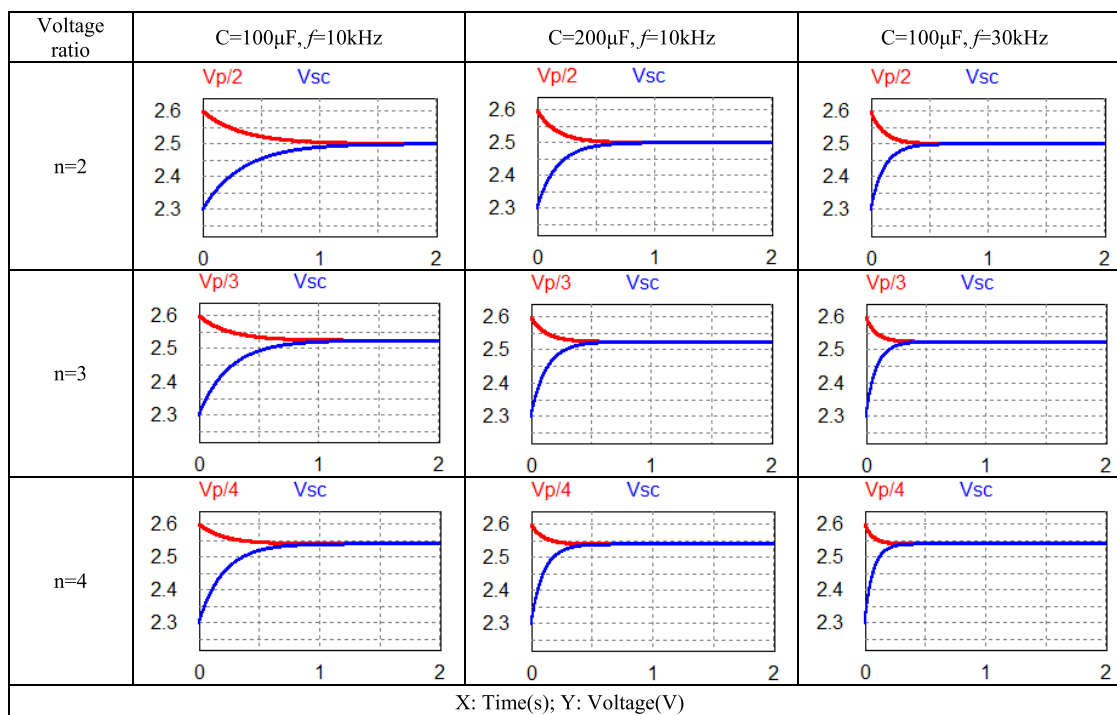 Voltage ratio
C=100μF, f=10kHz
C=200μF, f=10kHz
C=100μF, f=30kHz
n=2
Vp/2 Vsc
2.6
2.5
2.4
2.3
0 1 2
Vp/2 Vsc
2.6
2.5
2.4
2.3
0 1 2
Vp/2 Vsc
2.6
2.5
2.4
2.3
0 1 2
n=3
Vp/3 Vsc
2.6
2.5
2.4
2.3
0 1 2
Vp/3 Vsc
2.6
2.5
2.4
2.3
0 1 2
Vp/3 Vsc
2.6
2.5
2.4
2.3
0 1 2
n=4
Vp/4 Vsc
2.6
2.5
2.4
2.3
0 1 2
Vp/4 Vsc
2.6
2.5
2.4
2.3
0 1 2
Vp/4 Vsc
2.6
2.5
2.4
2.3
0 1 2
X: Time(s); Y: Voltage(V)